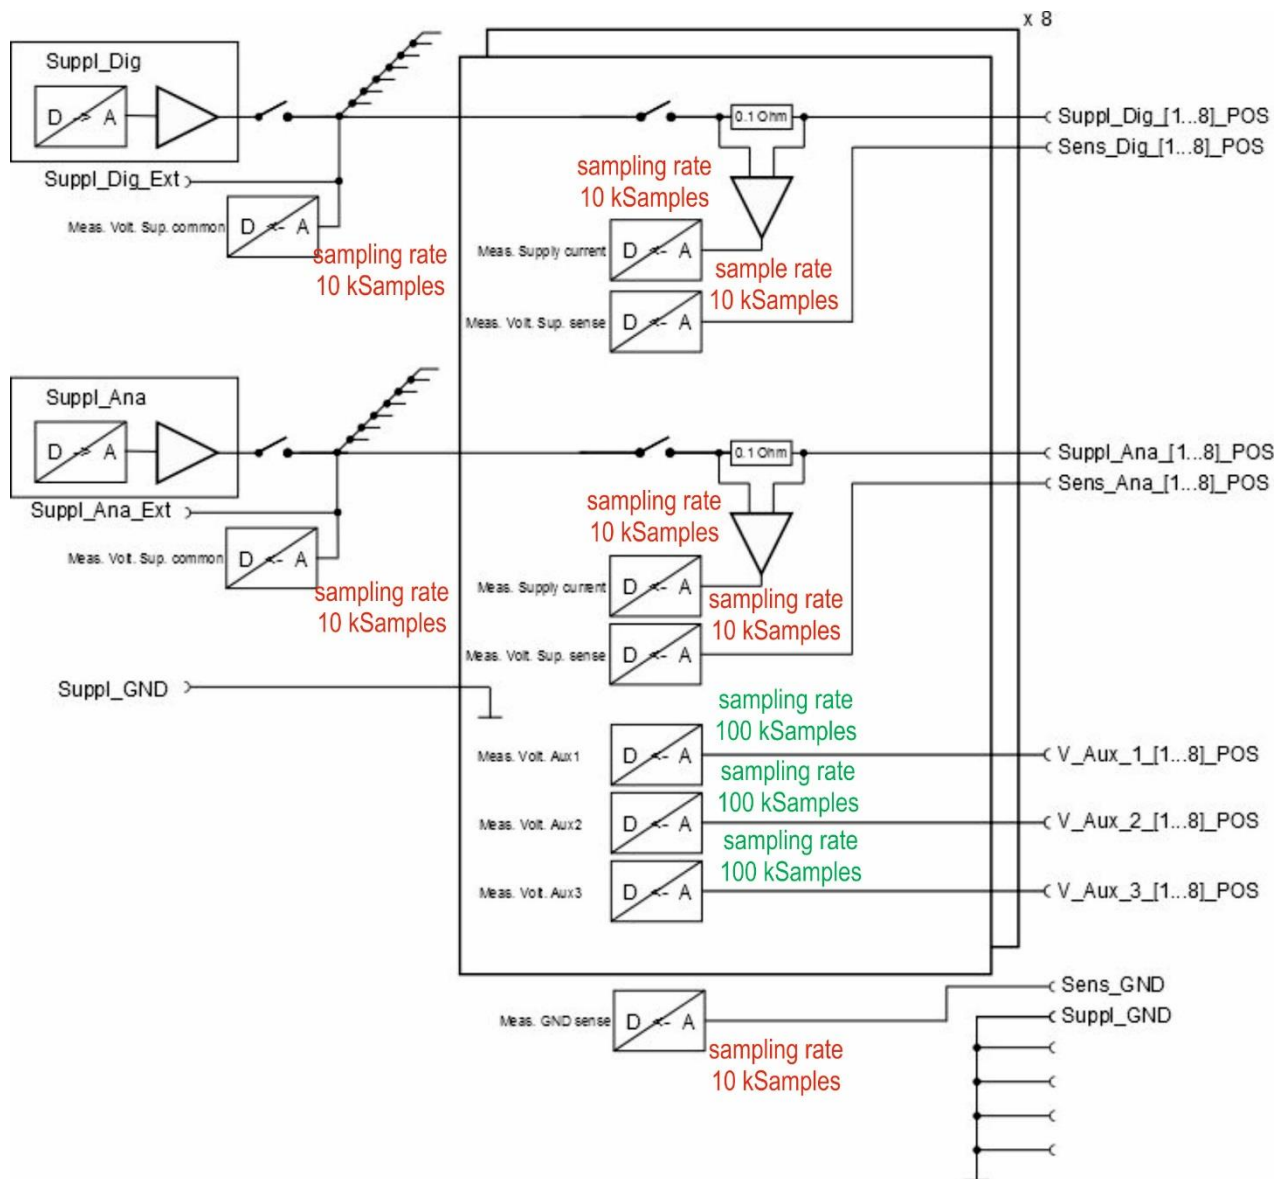 x 8
Suppl_Dig
D -> A
0.1 Ohm
Suppl_Dig_[1...8]_POS
Sens_Dig_[1...8]_POS
sampling rate
10 kSamples
Suppl_Dig_Ext
Meas. Volt. Sup. common
D <- A
sampling rate
10 kSamples
Meas. Supply current
D <- A
sample rate
10 kSamples
Meas. Volt. Sup. sense
D <- A
Suppl_Ana
D -> A
0.1 Ohm
Suppl_Ana_[1...8]_POS
Sens_Ana_[1...8]_POS
sampling rate
10 kSamples
Suppl_Ana_Ext
Meas. Volt. Sup. common
D <- A
sampling rate
10 kSamples
Meas. Supply current
D <- A
sampling rate
10 kSamples
Meas. Volt. Sup. sense
D <- A
Suppl_GND
sampling rate
100 kSamples
Meas. Volt. Aux1
D <- A
V_Aux_1_[1...8]_POS
sampling rate
100 kSamples
Meas. Volt. Aux2
D <- A
V_Aux_2_[1...8]_POS
sampling rate
100 kSamples
Meas. Volt. Aux3
D <- A
V_Aux_3_[1...8]_POS
Sens_GND
Suppl_GND
Meas. GND sense
D <- A
sampling rate
10 kSamples